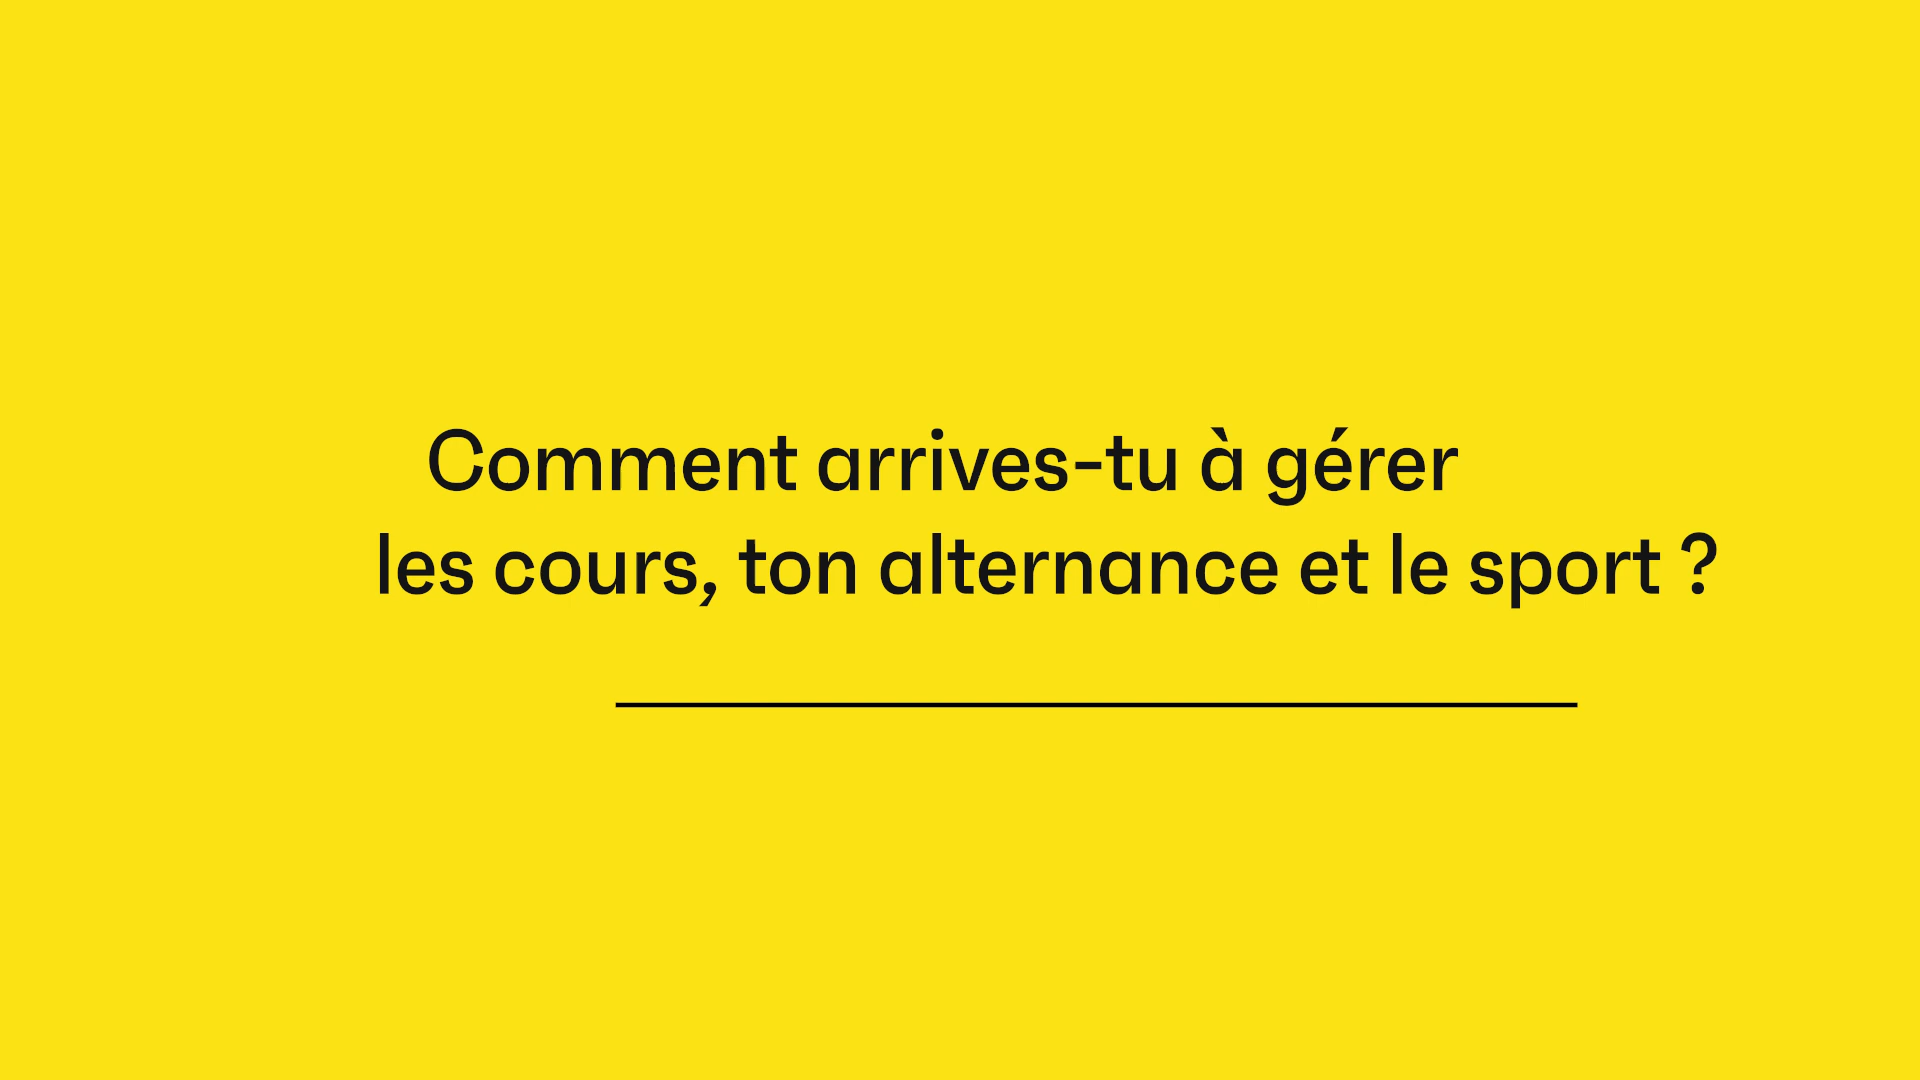 Comment arrives-tu à gérer
les cours, ton alternance et le sport ?